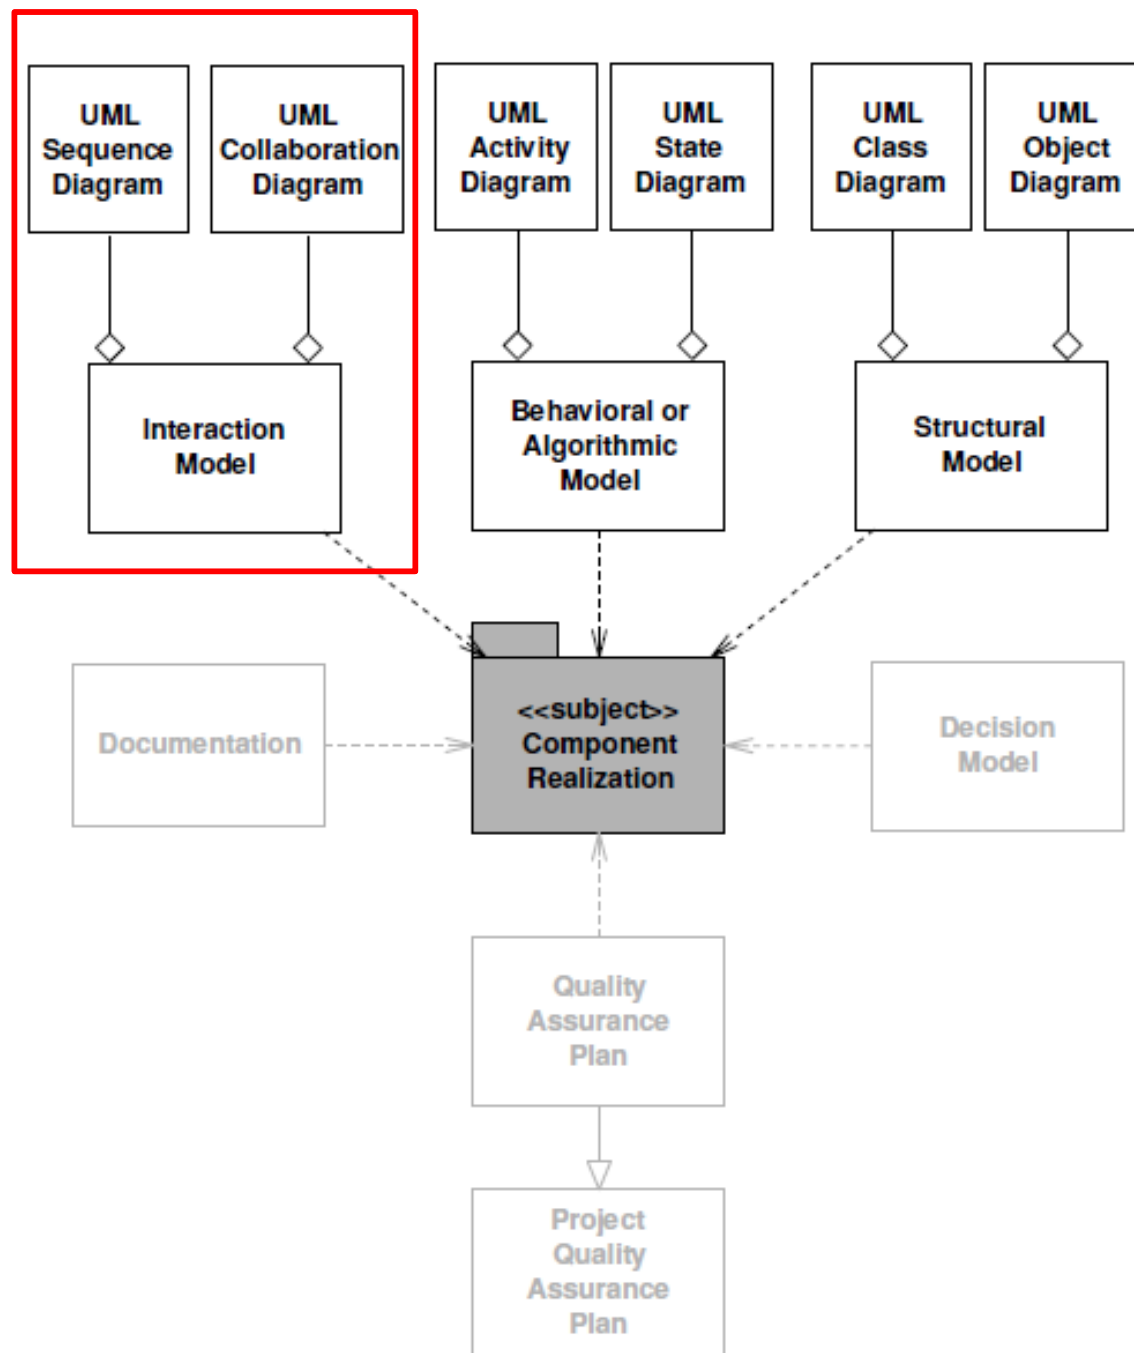 UML
Sequence
Diagram
UML
Collaboration
Diagram
UML
Activity
Diagram
UML
State
Diagram
UML
Class
Diagram
UML
Object
Diagram
Interaction
Model
Behavioral or
Algorithmic
Model
Structural
Model
Documentation
<<subject>>
Component
Realization
Decision
Model
Quality
Assurance
Plan
Project
Quality
Assurance
Plan